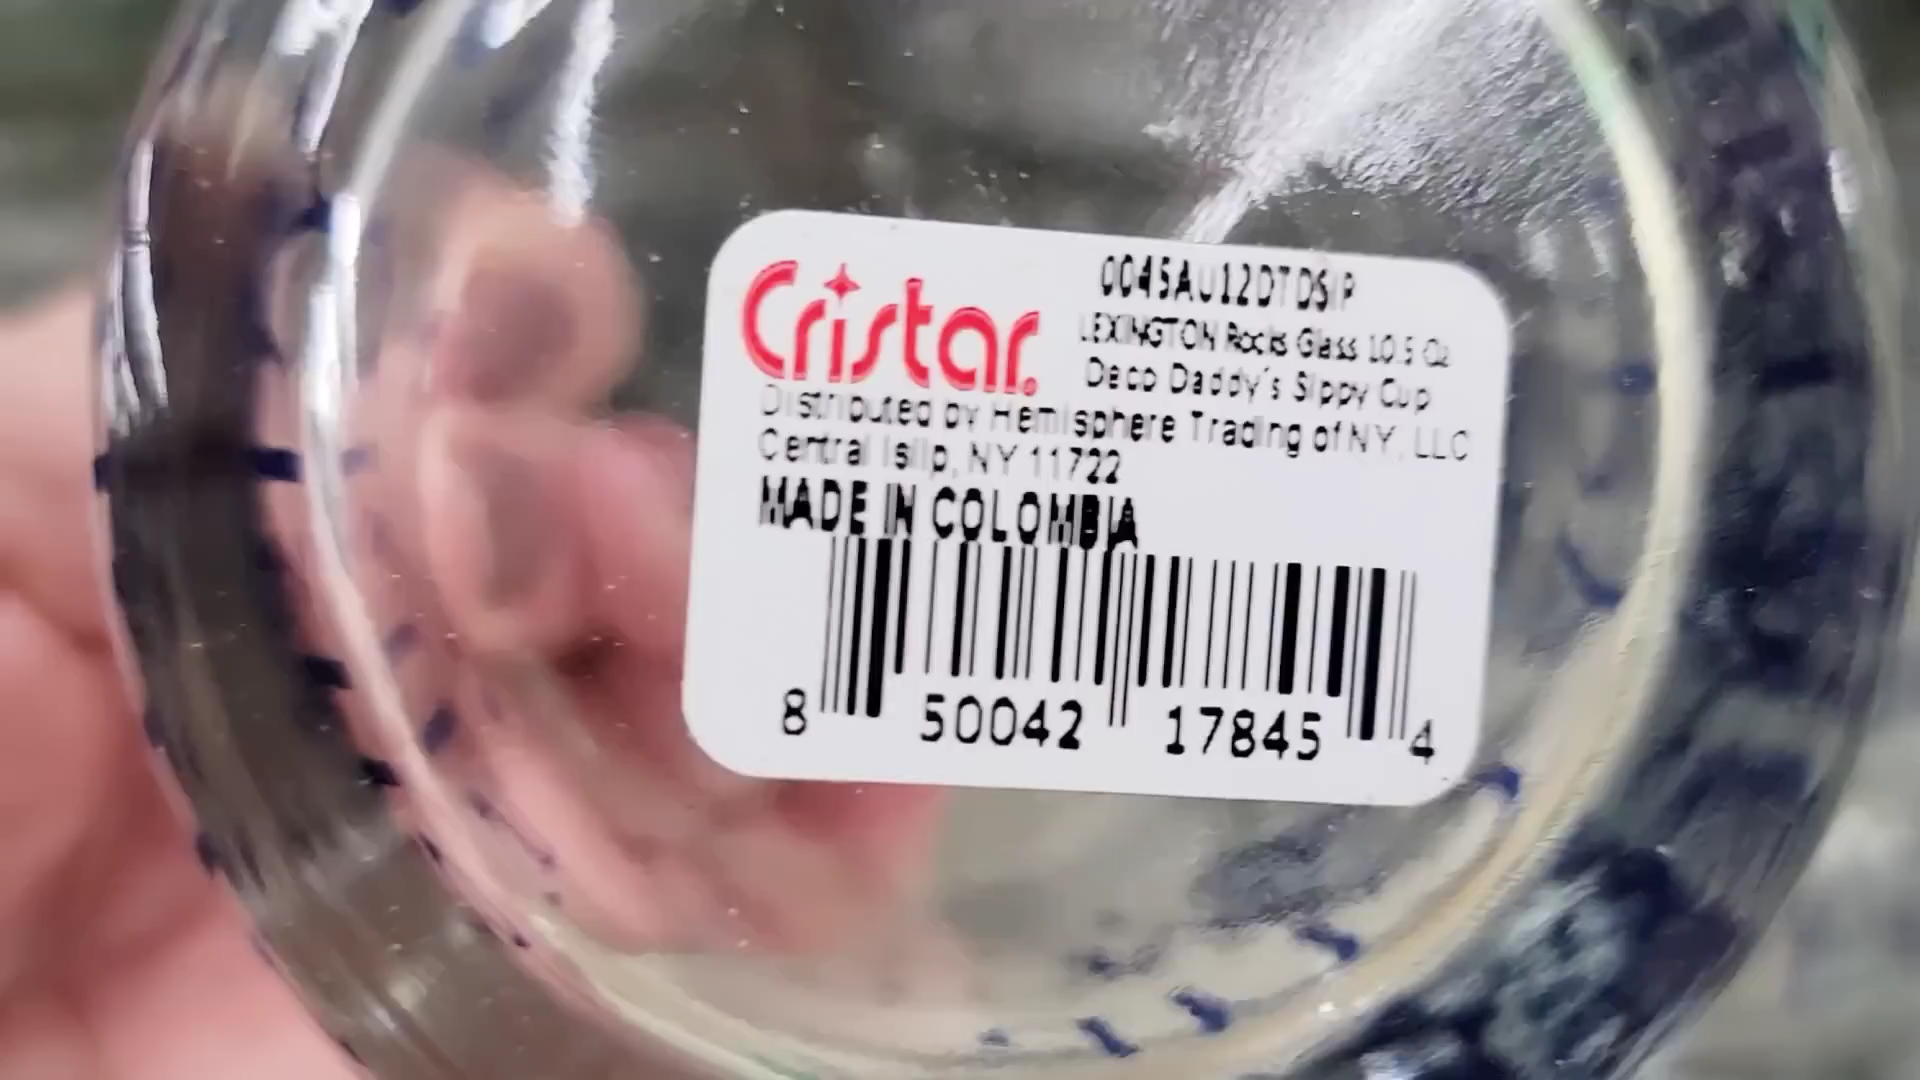 Cristar
0045AU12DTDSIP
LEXINGTON Rocks Glass 10.5 Oz
Deco Daddy´s Sippy Cup
Distributed by Hemisphere Trading of NY, LLC
Central Islip, NY 11722
MADE IN COLOMBIA
8 50042 17845 4